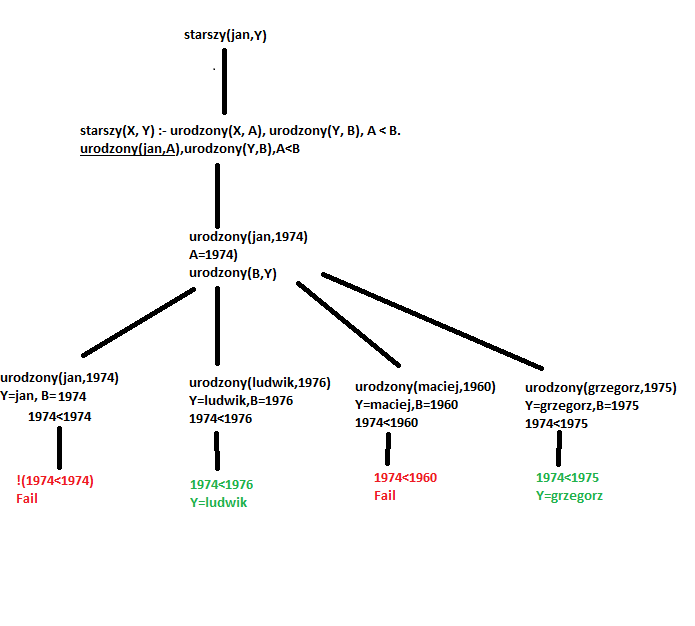 starszy(jan,Y)
starszy(X, Y) :- urodzony(X, A), urodzony(Y, B), A < B.
urodzony(jan,A),urodzony(Y,B),A<B
urodzony(jan,1974)
A=1974)
urodzony(B,Y)
urodzony(jan,1974)
Y=jan, B=1974
1974<1974
!(1974<1974)
Fail
urodzony(ludwik,1976)
Y=ludwik,B=1976
1974<1976
1974<1976
Y=ludwik
urodzony(maciej,1960)
Y=maciej,B=1960
1974<1960
1974<1960
Fail
urodzony(grzegorz,1975)
Y=grzegorz,B=1975
1974<1975
1974<1975
Y=grzegorz